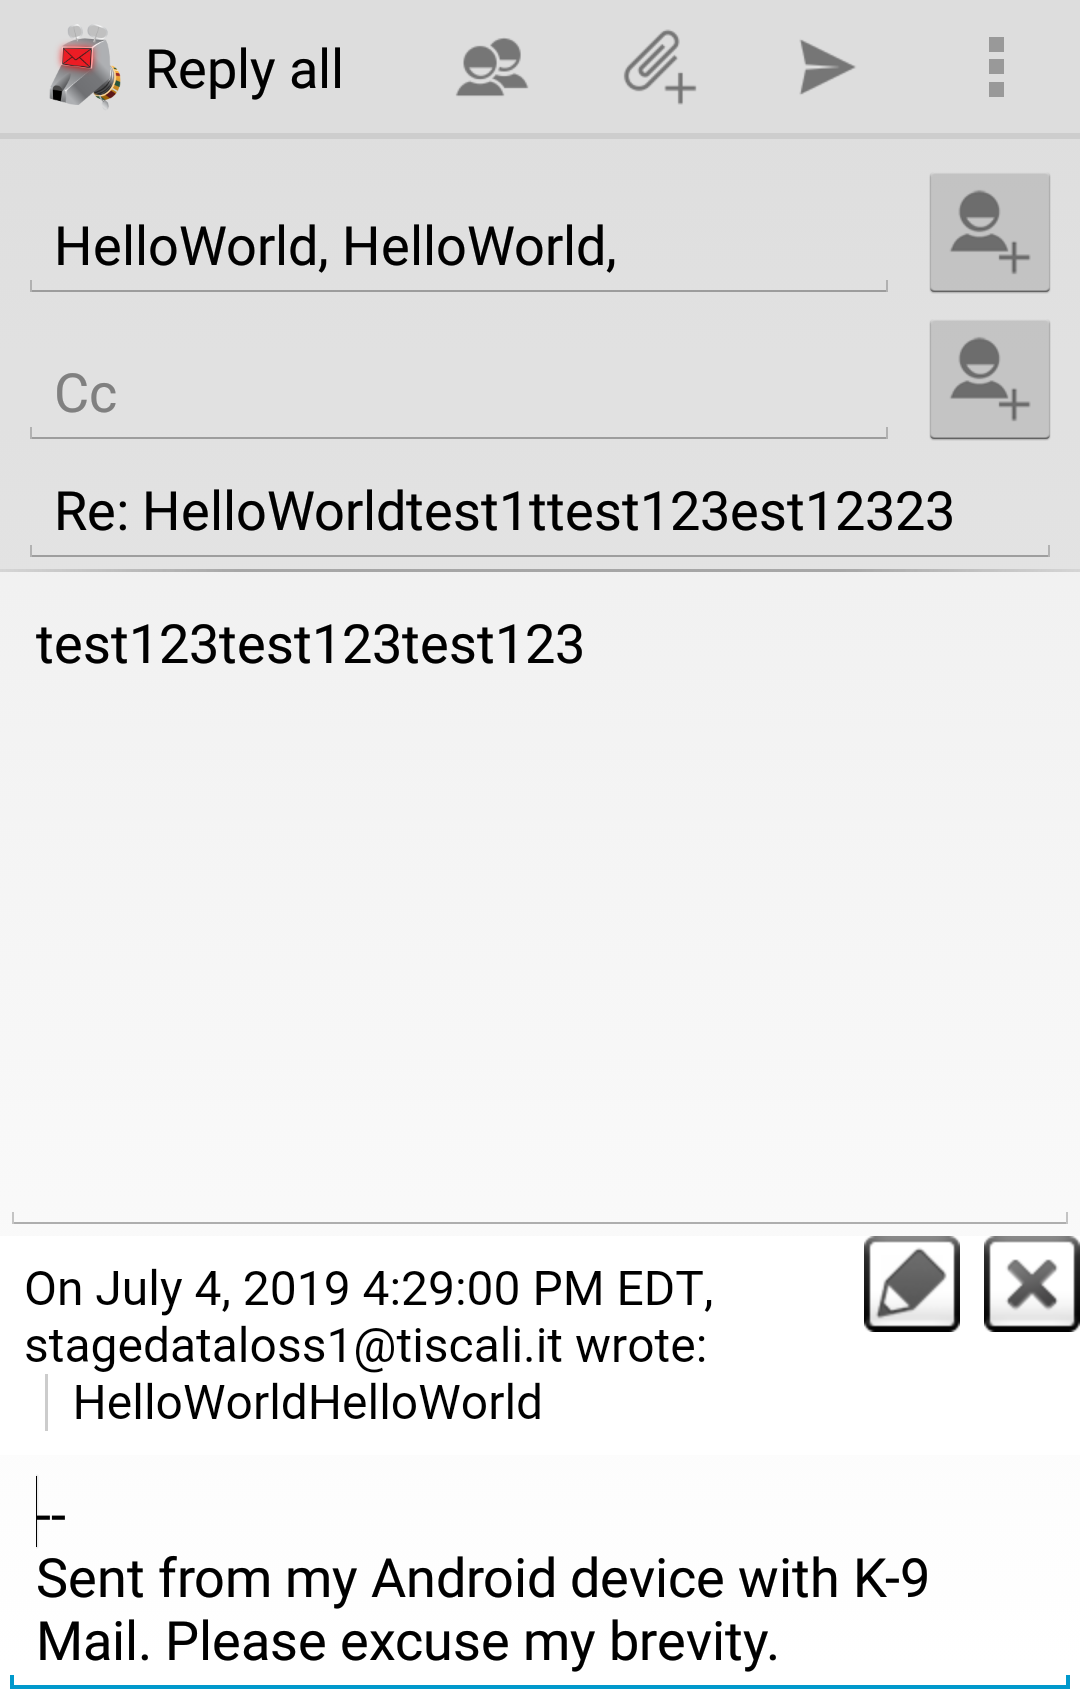 Reply all
HelloWorld, HelloWorld,
Cc
Re: HelloWorldtest1ttest123est12323
test123test123test123
On July 4, 2019 4:29:00 PM EDT,
stagedataloss1@tiscali.it wrote:
HelloWorldHelloWorld
--
Sent from my Android device with K-9
Mail. Please excuse my brevity.